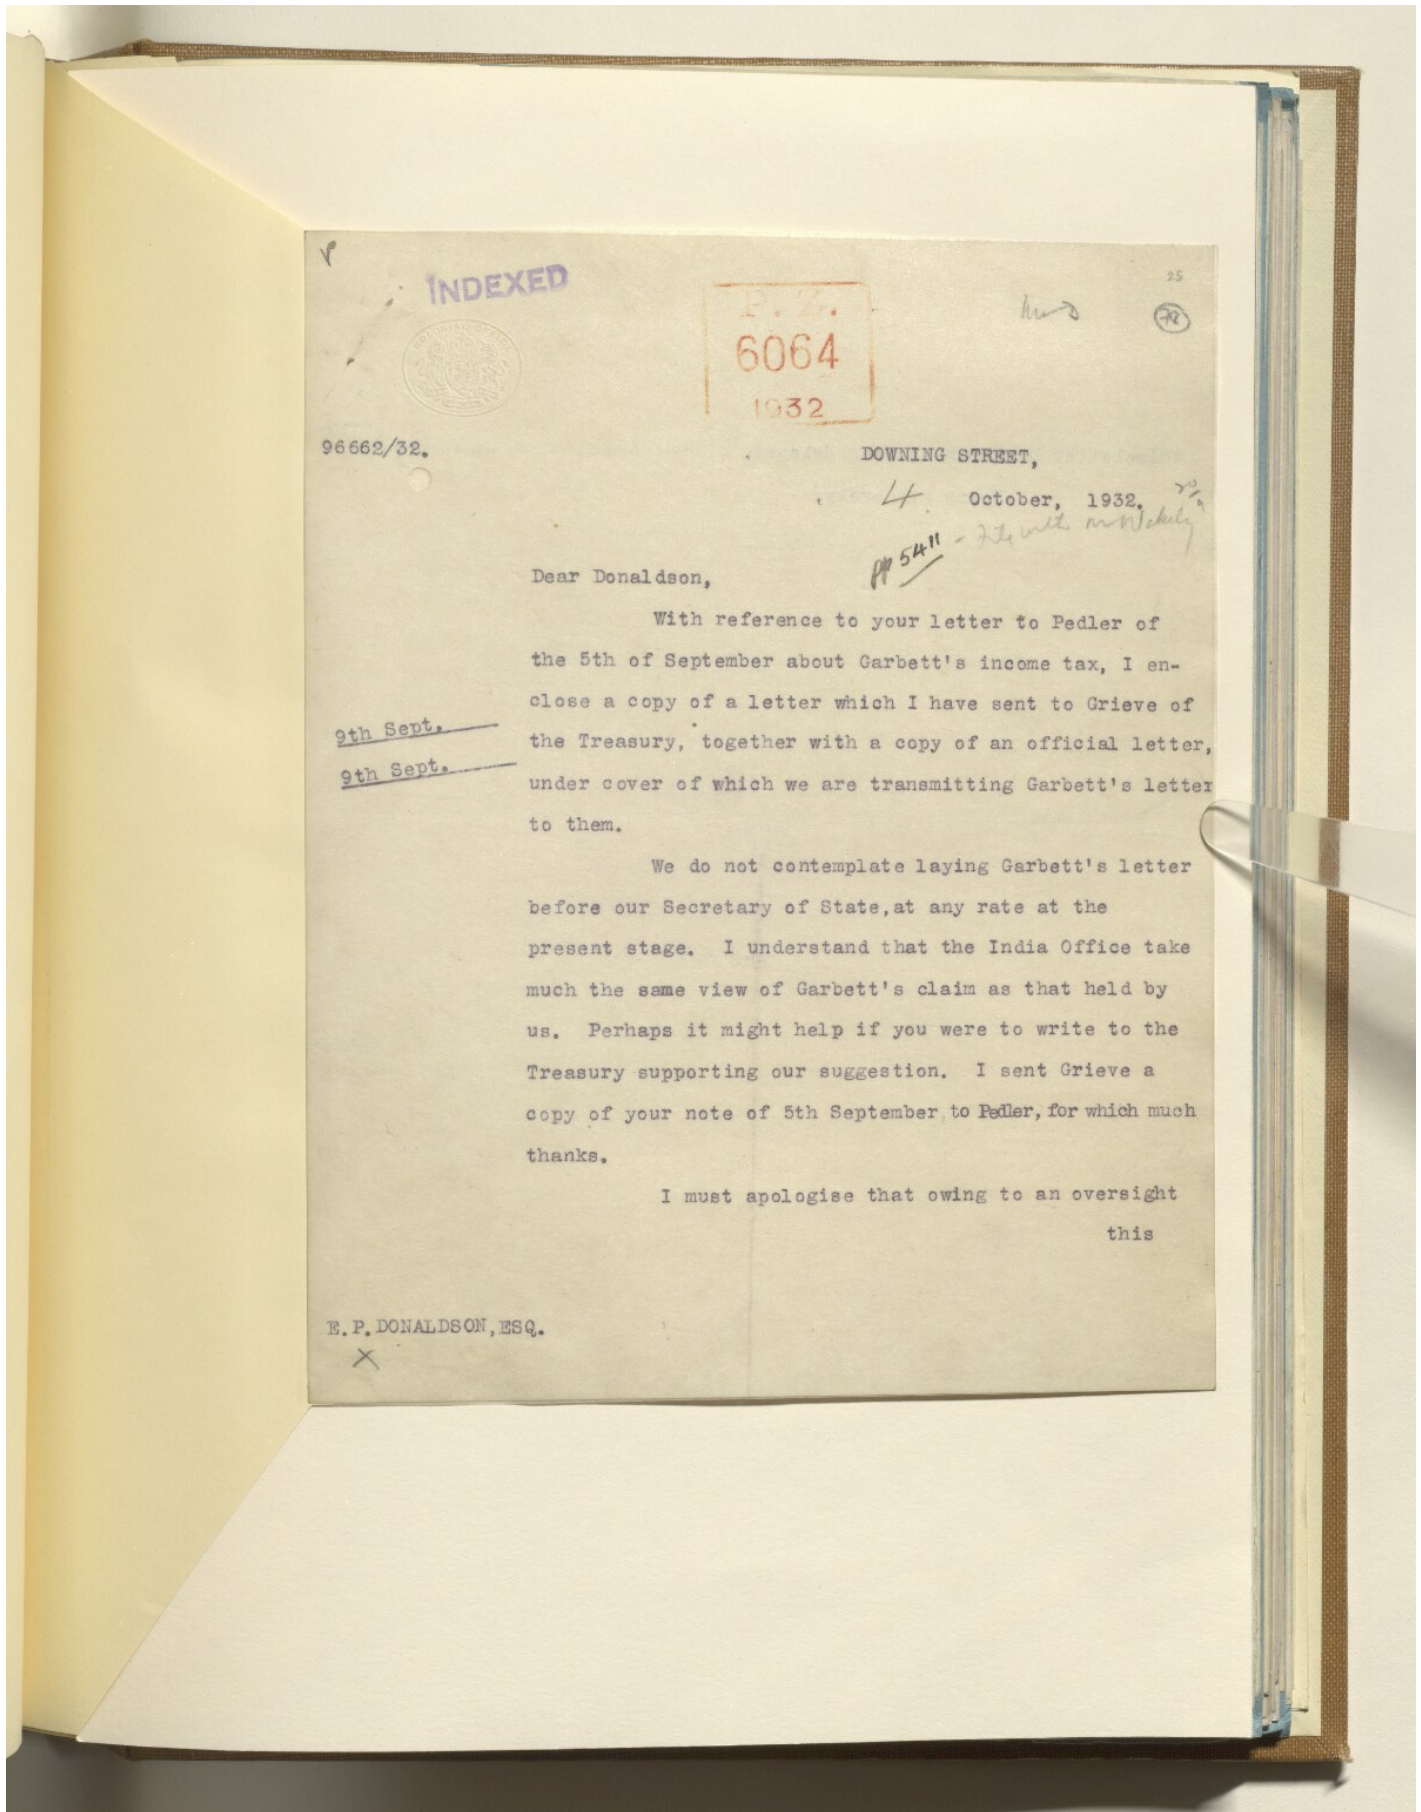 INDEXED
25
P. Z.
6064
1932
78
96662/32.
DOWNING STREET,
4 October, 1932.
PP 5411 - File with
Dear Donaldson,
With reference to your letter to Pedler of
the 5th of September about Garbett's income tax, I en-
close a copy of a letter which I have sent to Grieve of
9th Sept.
the Treasury, together with a copy of an official letter,
9th Sept.
under cover of which we are transmitting Garbett's letter
to them.
We do not contemplate laying Garbett's letter
before our Secretary of State,at any rate at the
present stage. I understand that the India Office take
much the same view of Garbett's claim as that held by
us. Perhaps it might help if you were to write to the
Treasury supporting our suggestion. I sent Grieve a
copy of your note of 5th September to Pedler, for which much
thanks.
I must apologise that owing to an oversight
this
E.P.DONALDSON,ESQ.
X